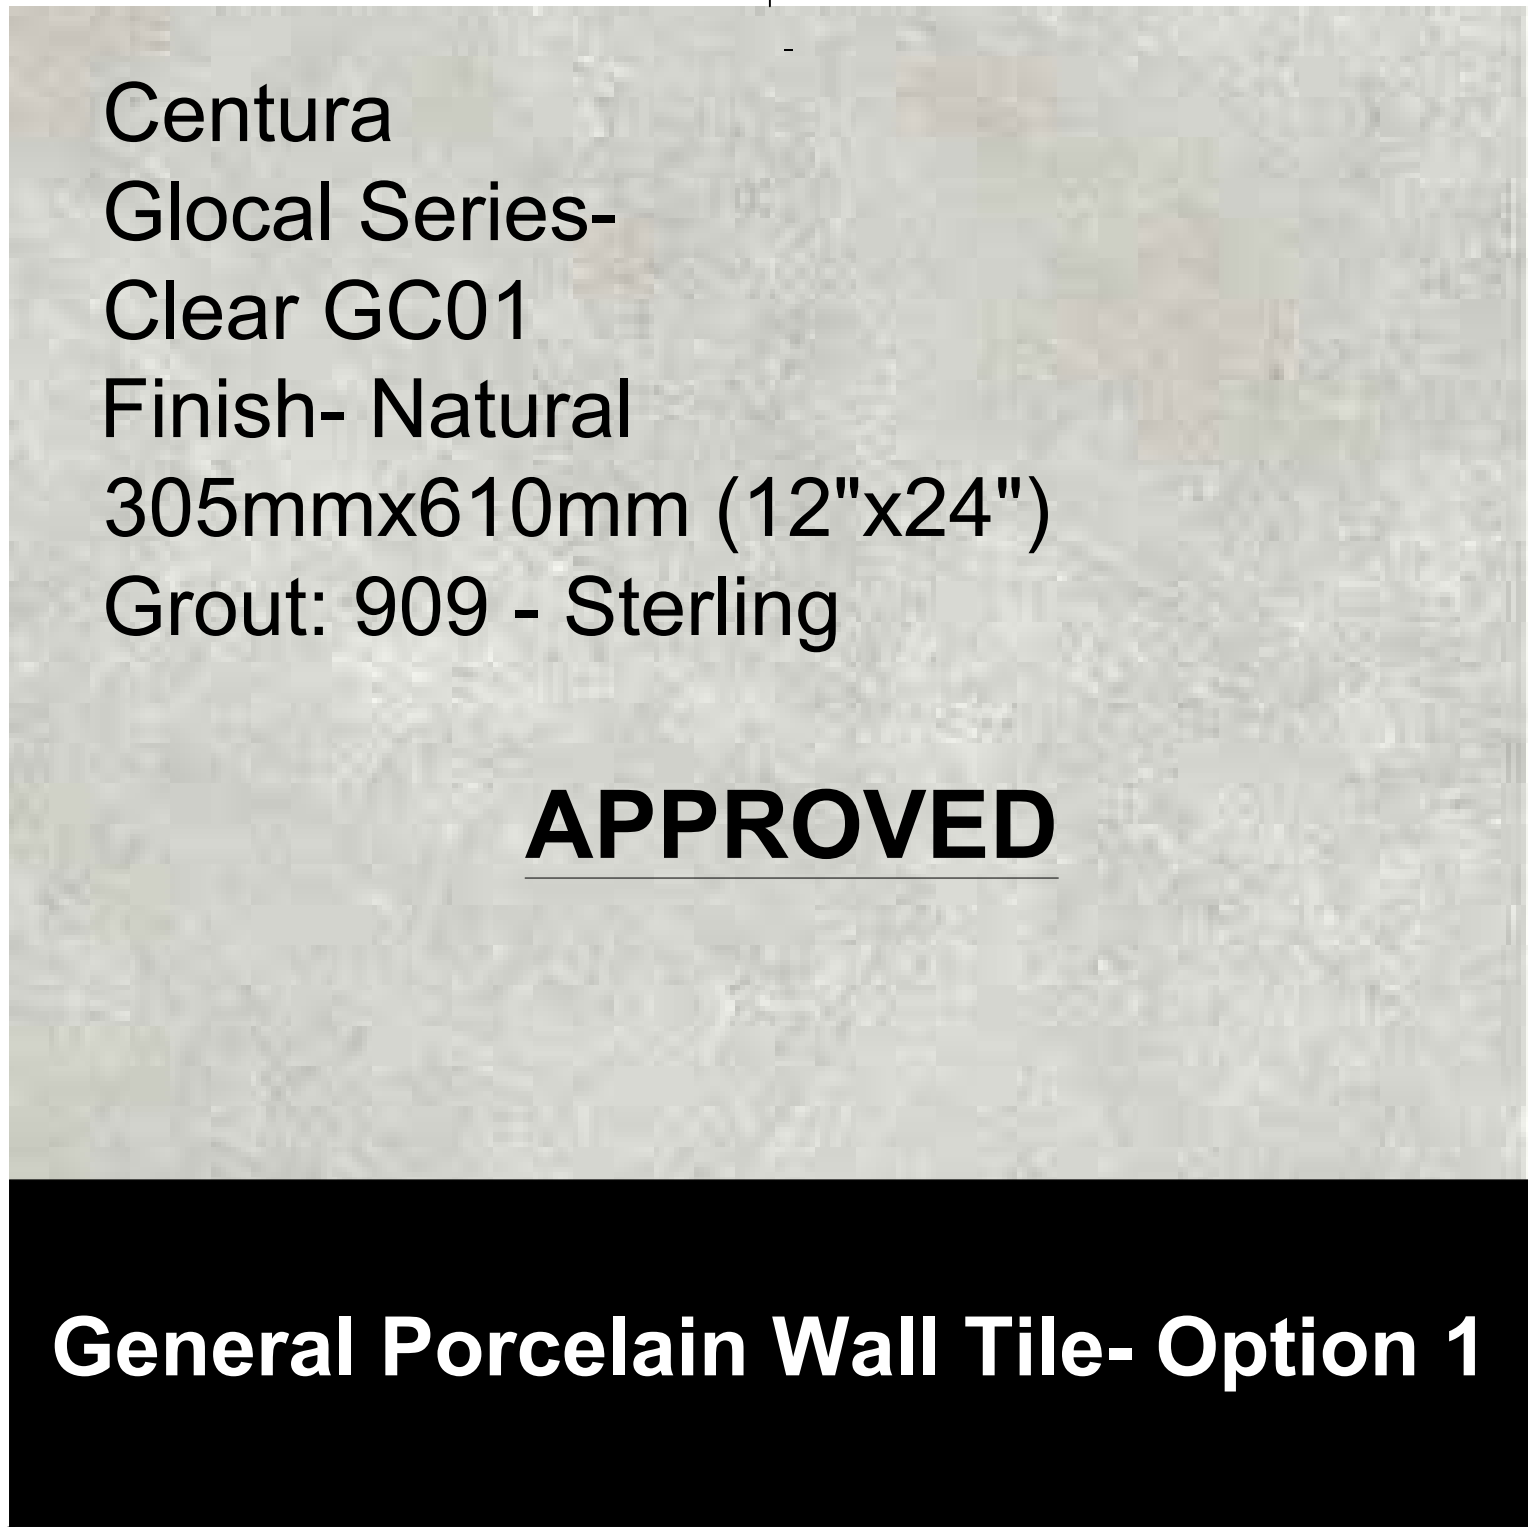 Centura
Glocal Series-
Clear GC01
Finish- Natural
305mmx610mm (12"x24")
Grout: 909 - Sterling
APPROVED
General Porcelain Wall Tile- Option 1